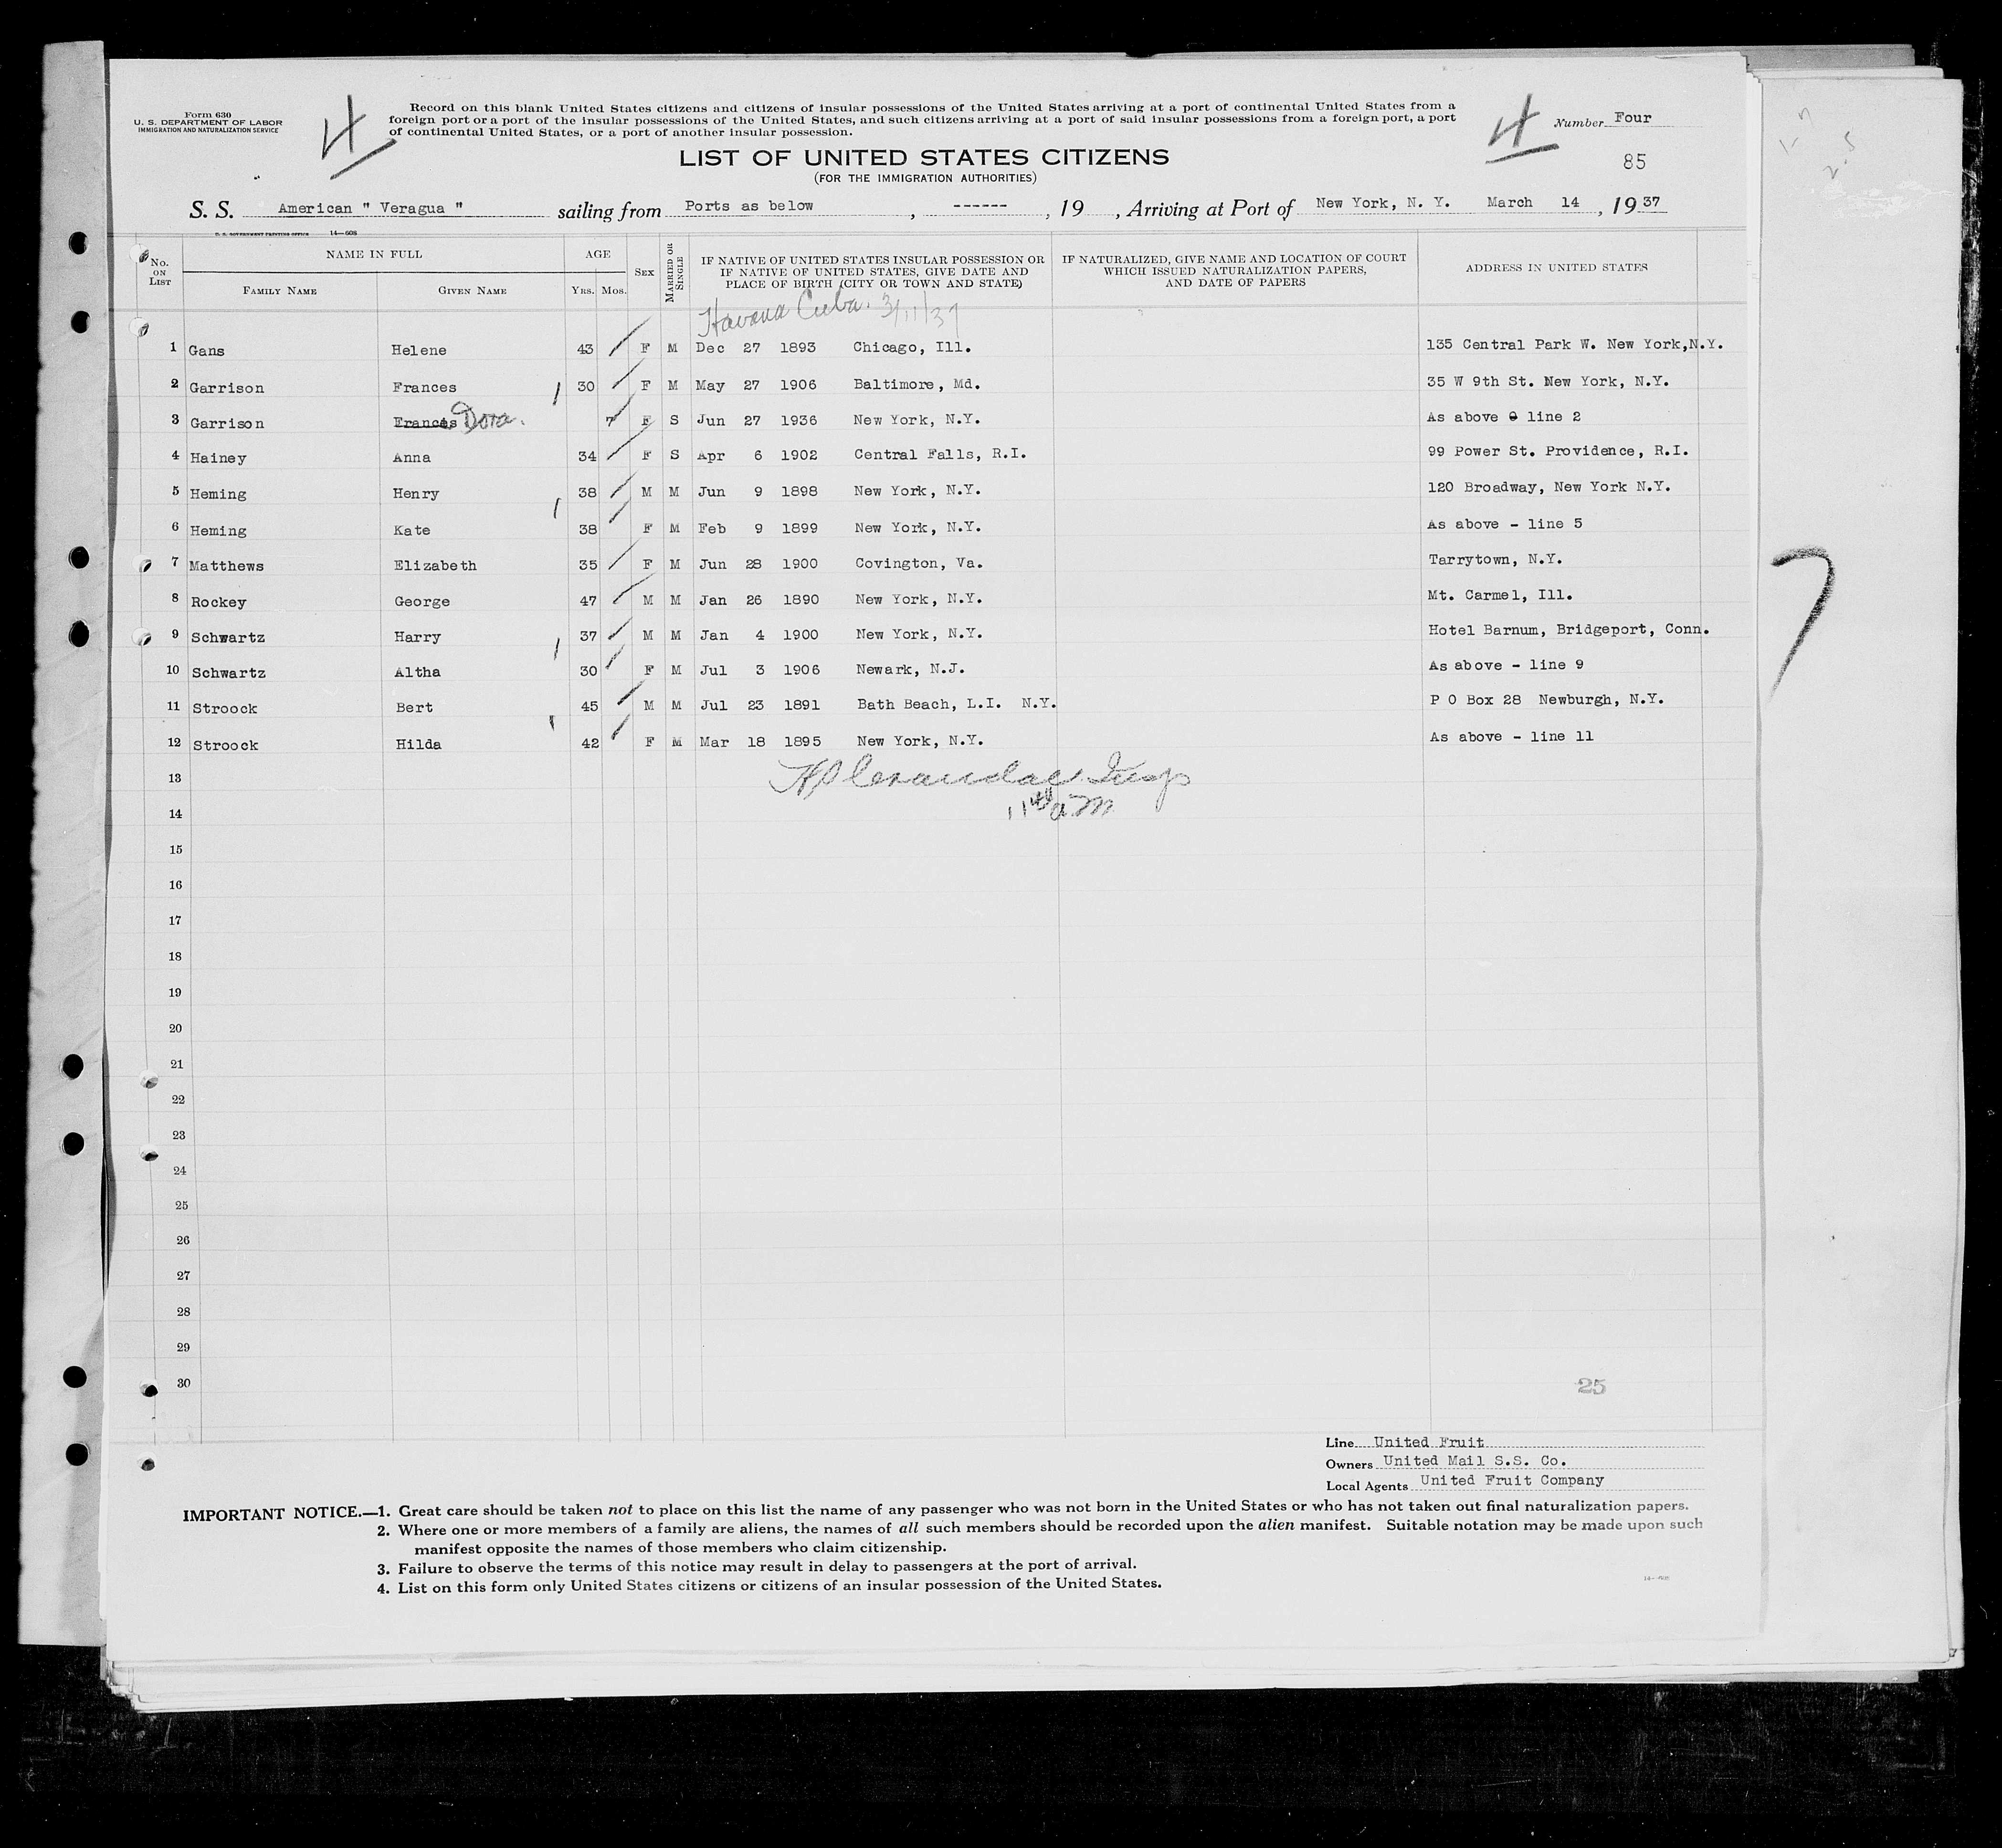 Form 630
U. S. DEPARTMENT OF LABOR
IMMIGRATION AND NATURALIZATION SERVICE
4
Record on this blank United States citizens and citizens of insular possessions of the United States arriving at a port of continental United States from a
foreign port or a port of the insular possessions of the United States, and such citizens arriving at a port of said insular possessions from a foreign port, a port
of continental United States, or a port of another insular possession.
4
Number Four
85
LIST OF UNITED STATES CITIZENS
(FOR THE IMMIGRATION AUTHORITIES)
S. S. American " Veragua " sailing from Ports as below , ------ , 19 , Arriving at Port of New York, N. Y. March 14 , 1937
U. S. GOVERNMENT PRINTING OFFICE 14—608
No. ON LIST NAME IN FULL AGE SEX MARRIED OR SINGLE IF NATIVE OF UNITED STATES INSULAR POSSESSION OR IF NATIVE OF UNITED STATES, GIVE DATE AND PLACE OF BIRTH (CITY OR TOWN AND STATE) IF NATURALIZED, GIVE NAME AND LOCATION OF COURT WHICH ISSUED NATURALIZATION PAPERS, AND DATE OF PAPERS ADDRESS IN UNITED STATES
FAMILY NAME GIVEN NAME YRS. MOS.
Havana Cuba. 3/11/37
1 Gans Helene 43 F M Dec 27 1893 Chicago, Ill. 135 Central Park W. New York,N.Y.
2 Garrison Frances 30 F M May 27 1906 Baltimore, Md. 35 W 9th St. New York, N.Y.
3 Garrison Frances Dora. 7 F S Jun 27 1936 New York, N.Y. As above line 2
4 Hainey Anna 34 F S Apr 6 1902 Central Falls, R.I. 99 Power St. Providence, R.I.
5 Heming Henry 38 M M Jun 9 1898 New York, N.Y. 120 Broadway, New York N.Y.
6 Heming Kate 38 F M Feb 9 1899 New York, N.Y. As above - line 5
7 Matthews Elizabeth 35 F M Jun 28 1900 Covington, Va. Tarrytown, N.Y.
8 Rockey George 47 M M Jan 26 1890 New York, N.Y. Mt. Carmel, Ill.
9 Schwartz Harry 37 M M Jan 4 1900 New York, N.Y. Hotel Barnum, Bridgeport, Conn.
10 Schwartz Altha 30 F M Jul 3 1906 Newark, N.J. As above - line 9
11 Stroock Bert 45 M M Jul 23 1891 Bath Beach, L.I. N.Y. P O Box 28 Newburgh, N.Y.
12 Stroock Hilda 42 F M Mar 18 1895 New York, N.Y. As above - line 11
13
14
15
16
17
18
19
20
21
22
23
24
25
26
27
28
29
30
25
7
Line United Fruit
Owners United Mail S.S. Co.
Local Agents United Fruit Company
IMPORTANT NOTICE.—1. Great care should be taken not to place on this list the name of any passenger who was not born in the United States or who has not taken out final naturalization papers.
2. Where one or more members of a family are aliens, the names of all such members should be recorded upon the alien manifest. Suitable notation may be made upon such
manifest opposite the names of those members who claim citizenship.
3. Failure to observe the terms of this notice may result in delay to passengers at the port of arrival.
4. List on this form only United States citizens or citizens of an insular possession of the United States.